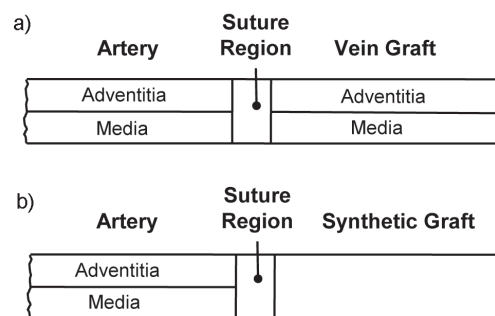 a)
Artery
Suture
Region
Vein Graft
Adventitia
Adventitia
Media
Media
b)
Artery
Suture
Region
Synthetic Graft
Adventitia
Media